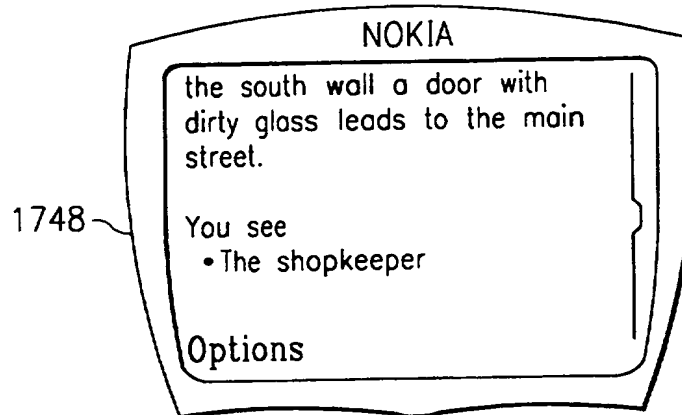 NOKIA
the south wall a door with
dirty glass leads to the main
street.
1748
You see
• The shopkeeper
Options